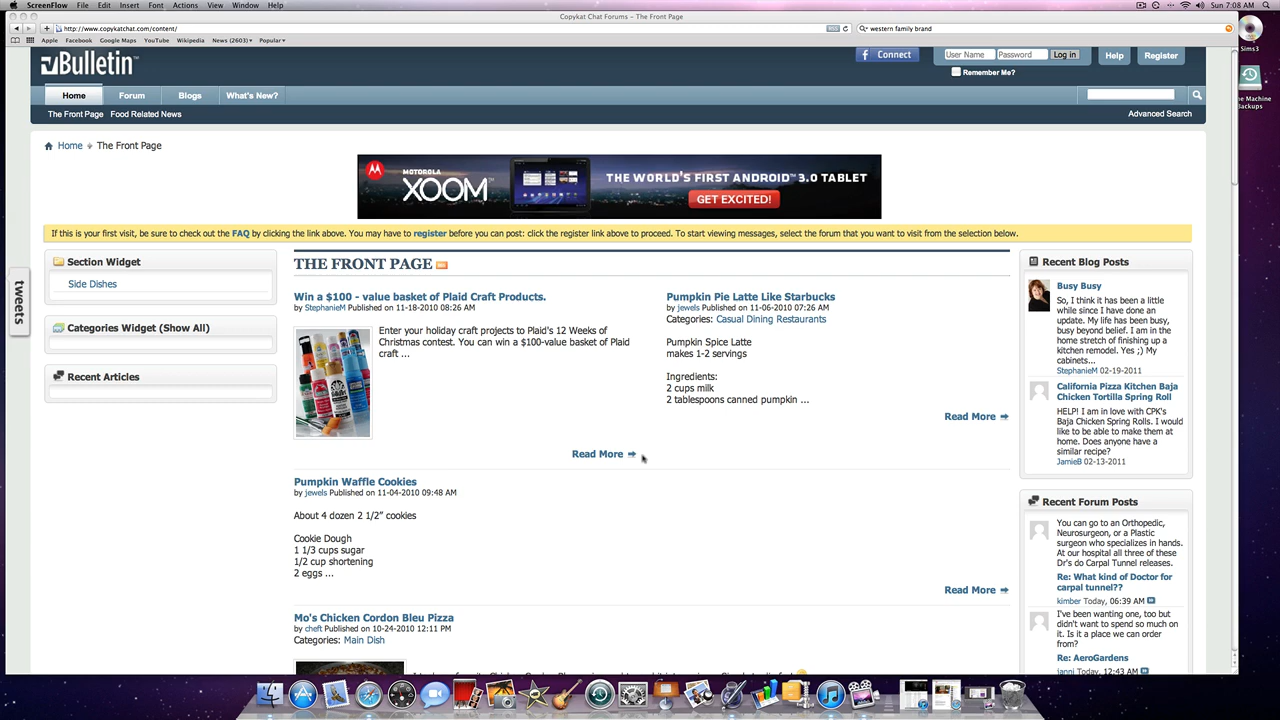 ScreenFlow File Edit Insert Font Actions View Window Help Sun 7:08 AM
Copykat Chat Forums – The Front Page
http://www.copykatchat.com/content/ RSS western family brand
Apple Facebook Google Maps YouTube Wikipedia News (2603) Popular
Sims3
vBulletin
Connect User Name Password Log in Help Register
Remember Me?
Home Forum Blogs What's New?
The Front Page Food Related News Advanced Search
Backups
Home The Front Page
MOTOROLA XOOM THE WORLD'S FIRST ANDROID™ 3.0 TABLET
GET EXCITED!
If this is your first visit, be sure to check out the FAQ by clicking the link above. You may have to register before you can post: click the register link above to proceed. To start viewing messages, select the forum that you want to visit from the selection below.
tweets
Section Widget
Side Dishes
Categories Widget (Show All)
Recent Articles
THE FRONT PAGE
Win a $100 - value basket of Plaid Craft Products.
by StephanieM Published on 11-18-2010 08:26 AM
Enter your holiday craft projects to Plaid's 12 Weeks of
Christmas contest. You can win a $100-value basket of Plaid
craft ...
Read More
Pumpkin Pie Latte Like Starbucks
by jewels Published on 11-06-2010 07:26 AM
Categories: Casual Dining Restaurants
Pumpkin Spice Latte
makes 1-2 servings
Ingredients:
2 cups milk
2 tablespoons canned pumpkin ...
Read More
Pumpkin Waffle Cookies
by jewels Published on 11-04-2010 09:48 AM
About 4 dozen 2 1/2” cookies
Cookie Dough
1 1/3 cups sugar
1/2 cup shortening
2 eggs ...
Read More
Mo's Chicken Cordon Bleu Pizza
by cheft Published on 10-24-2010 12:11 PM
Categories: Main Dish
Recent Blog Posts
Busy Busy
So, I think it has been a little
while since I have done an
update. My life has been busy,
busy beyond belief. I am in the
home stretch of finishing up a
kitchen remodel. Yes ;) My
cabinets...
StephanieM 02-19-2011
California Pizza Kitchen Baja
Chicken Tortilla Spring Roll
HELP! I am in love with CPK's
Baja Chicken Spring Rolls. I would
like to be able to make them at
home. Does anyone have a
similar recipe?
JamieB 02-13-2011
Recent Forum Posts
You can go to an Orthopedic,
Neurosurgeon, or a Plastic
surgeon who specializes in hands.
At our hospital all three of these
Dr's do Carpal Tunnel releases.
Re: What kind of Doctor for
carpal tunnel??
kimber Today, 06:39 AM
I've been wanting one, too but
didn't want to spend so much on
it. Is it a place we can order
from?
Re: AeroGardens
janni Today, 12:43 AM